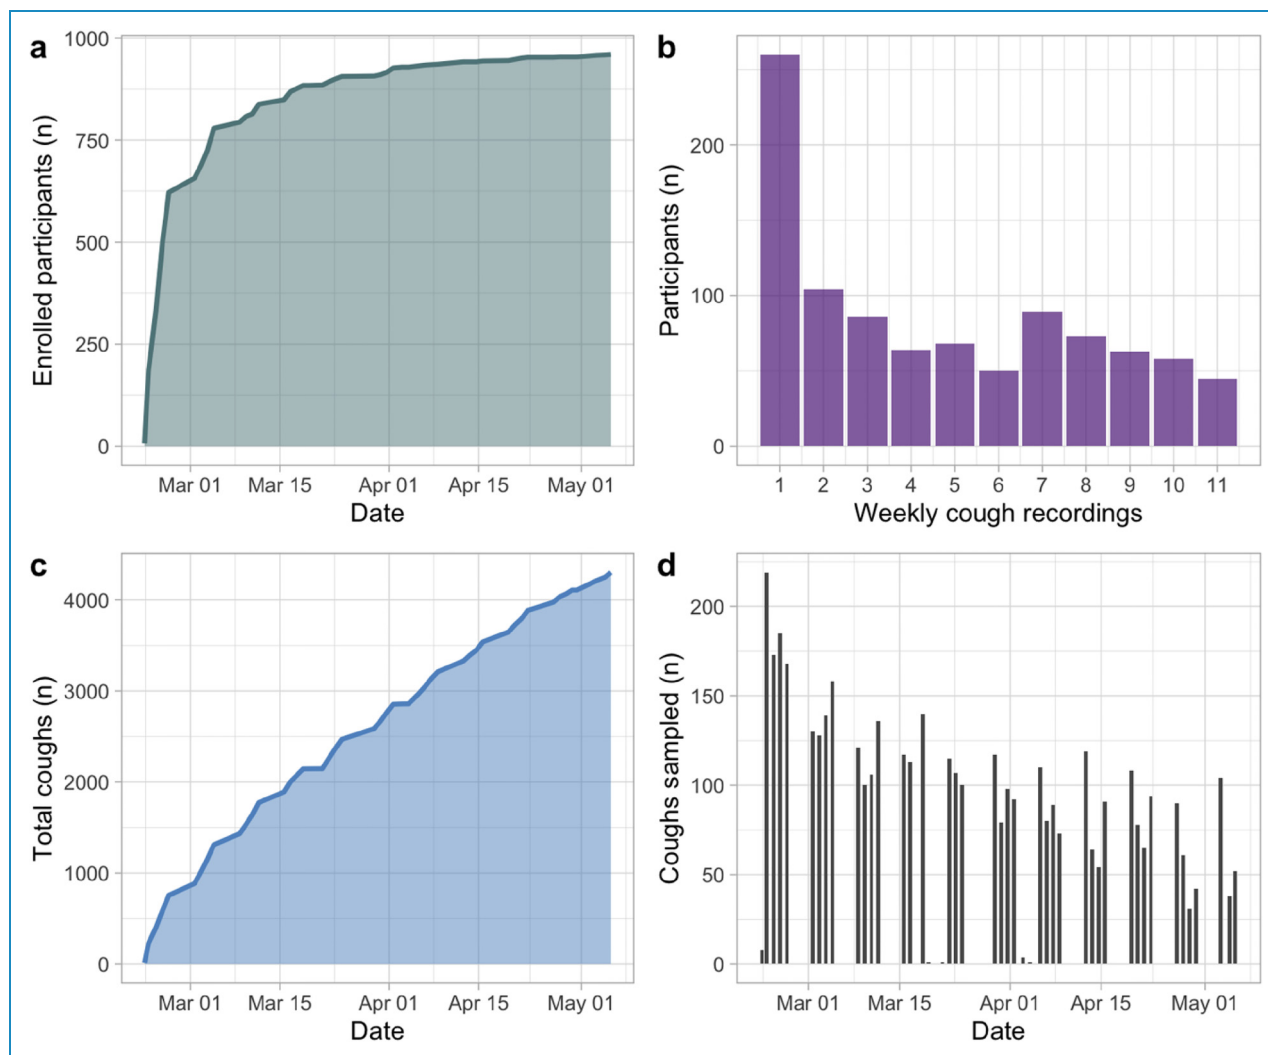 a
Enrolled participants (n)
1000
750
500
250
0
Mar 01 Mar 15 Apr 01 Apr 15 May 01
Date
b
Participants (n)
200
100
0
1 2 3 4 5 6 7 8 9 10 11
Weekly cough recordings
c
Total coughs (n)
4000
3000
2000
1000
0
Mar 01 Mar 15 Apr 01 Apr 15 May 01
Date
d
Coughs sampled (n)
200
150
100
50
0
Mar 01 Mar 15 Apr 01 Apr 15 May 01
Date